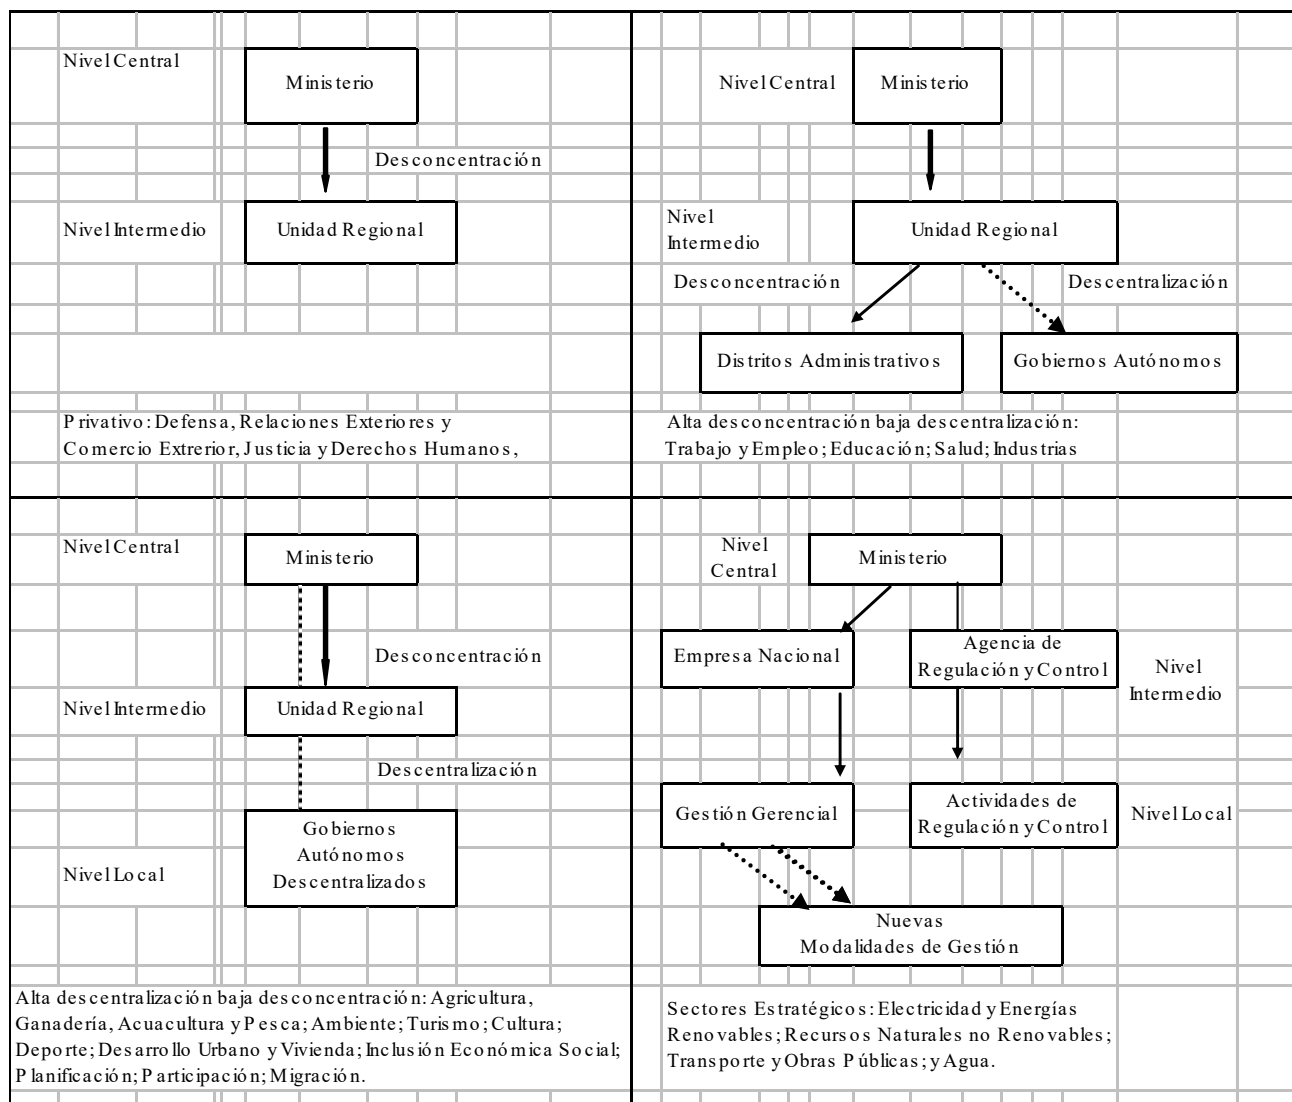 Nivel Central
Ministerio
Desconcentración
Nivel Intermedio
Unidad Regional
Privativo: Defensa, Relaciones Exteriores y
Comercio Extrerior, Justicia y Derechos Humanos,
Nivel Central
Ministerio
Nivel
Intermedio
Unidad Regional
Desconcentración
Descentralización
Distritos Administrativos
Gobiernos Autónomos
Alta desconcentración baja descentralización:
Trabajo y Empleo; Educación; Salud; Industrias
Nivel Central
Ministerio
Desconcentración
Nivel Intermedio
Unidad Regional
Descentralización
Gobiernos
Autónomos
Descentralizados
Nivel Local
Alta descentralización baja desconcentración: Agricultura,
Ganadería, Acuacultura y Pesca; Ambiente; Turismo; Cultura;
Deporte; Desarrollo Urbano y Vivienda; Inclusión Económica Social;
Planificación; Participación; Migración.
Nivel
Central
Ministerio
Empresa Nacional
Agencia de
Regulación y Control
Nivel
Intermedio
Gestión Gerencial
Actividades de
Regulación y Control
Nivel Local
Nuevas
Modalidades de Gestión
Sectores Estratégicos: Electricidad y Energías
Renovables; Recursos Naturales no Renovables;
Transporte y Obras Públicas; y Agua.